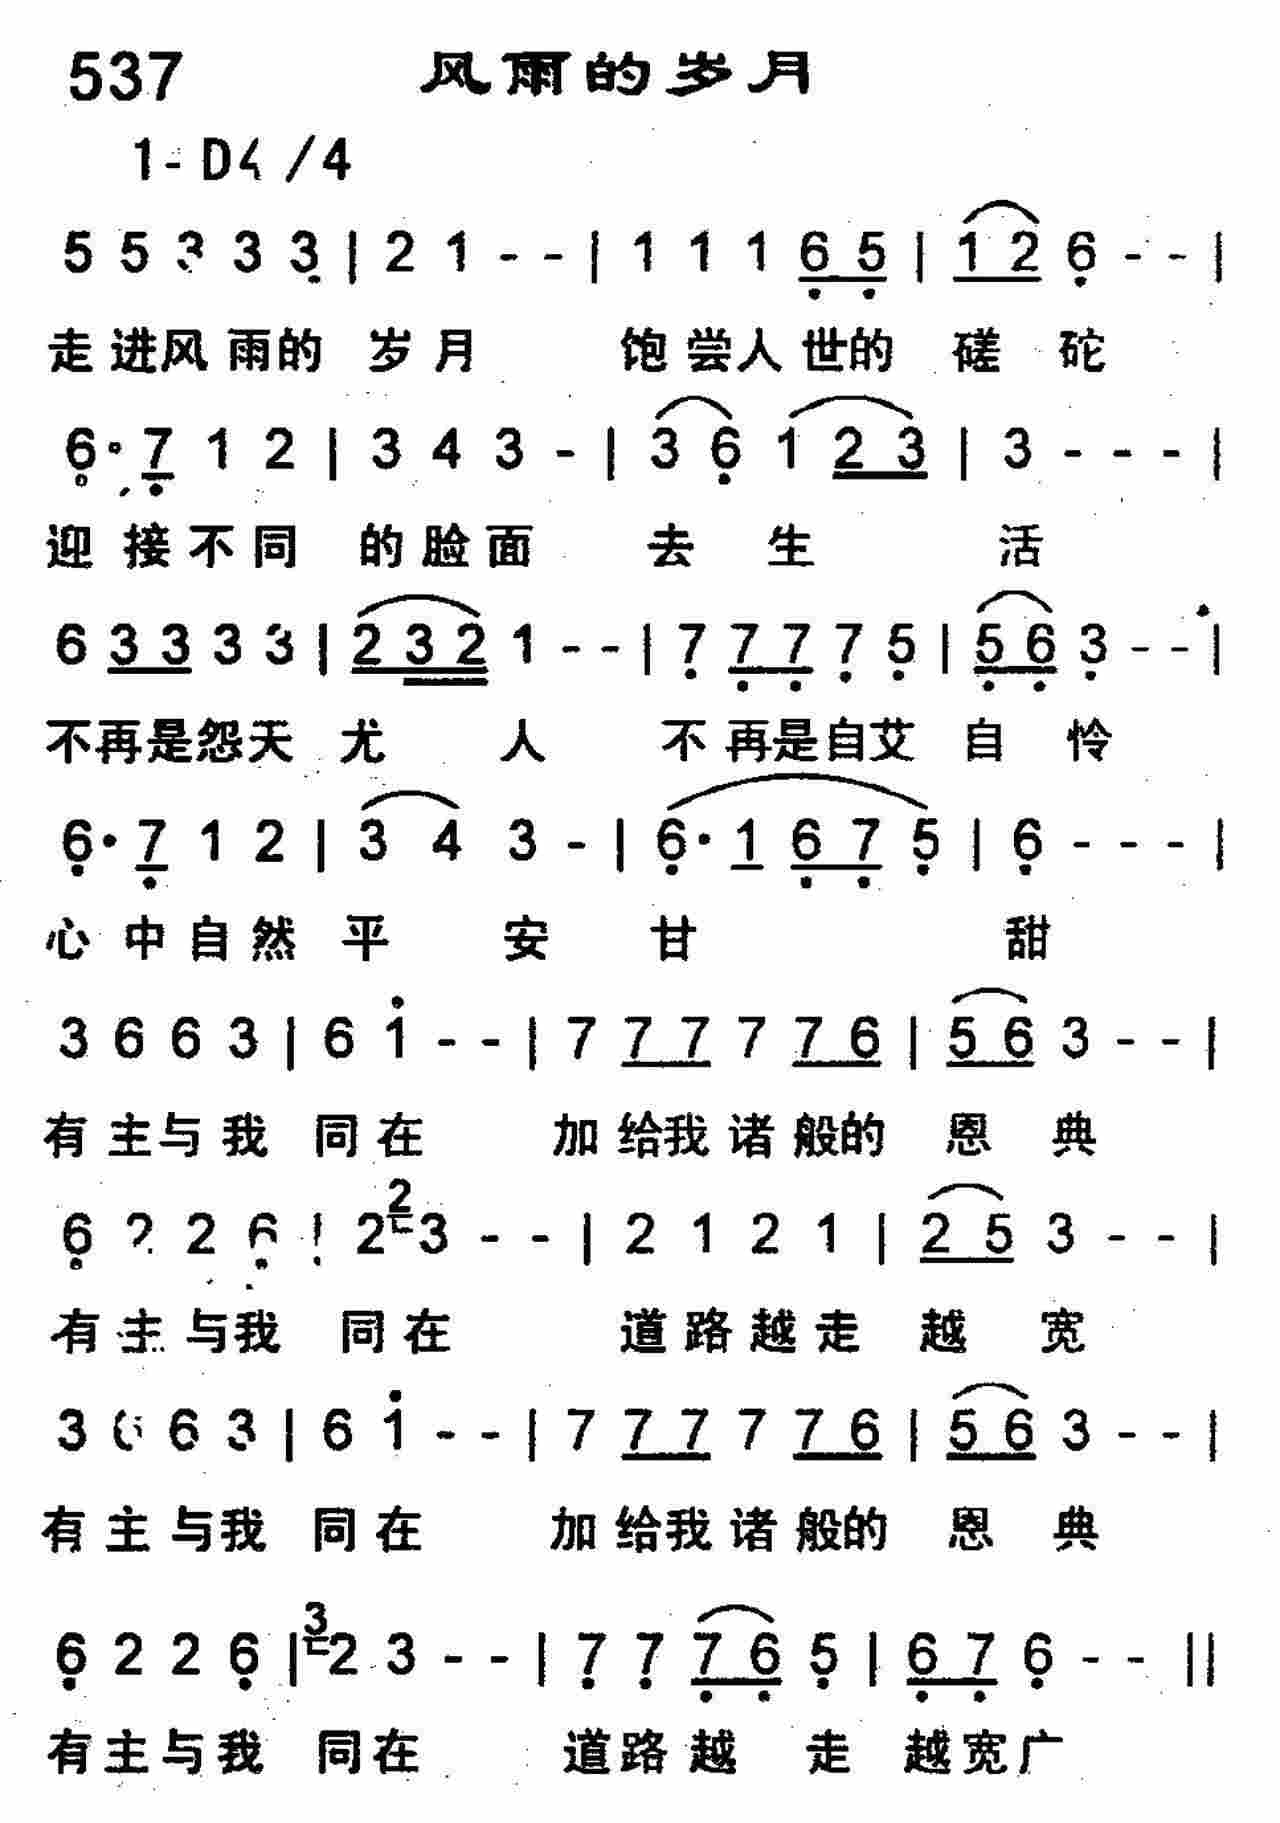 537 风雨的岁月
1- D4/4
5 5 3 3 3 | 2 1 - - | 1 1 1 6 5 | 1 2 6 - - |
走进风雨的 岁月 饱尝人世的 磋 砣
6· 7 1 2 | 3 4 3 - | 3 6 1 2 3 | 3 - - - |
迎接不同 的脸面 去 生 活
6 3 3 3 3 | 2 3 2 1 - - | 7 7 7 7 5 | 5 6 3 - - |
不再是怨天 尤 人 不再是自艾 自 怜
6· 7 1 2 | 3 4 3 - | 6· 1 6 7 5 | 6 - - - |
心中自然 平 安 甘 甜
3 6 6 3 | 6 1 - - | 7 7 7 7 7 6 | 5 6 3 - - |
有主与我 同在 加给我诸般的 恩 典
6 2 2 6 | 2 2 3 - - | 2 1 2 1 | 2 5 3 - - |
有主与我 同在 道路越走 越 宽
3 6 6 3 | 6 1 - - | 7 7 7 7 7 6 | 5 6 3 - - |
有主与我 同在 加给我诸般的 恩 典
6 2 2 6 | 3 2 3 - - | 7 7 7 6 5 | 6 7 6 - - ||
有主与我 同在 道路越 走 越宽广